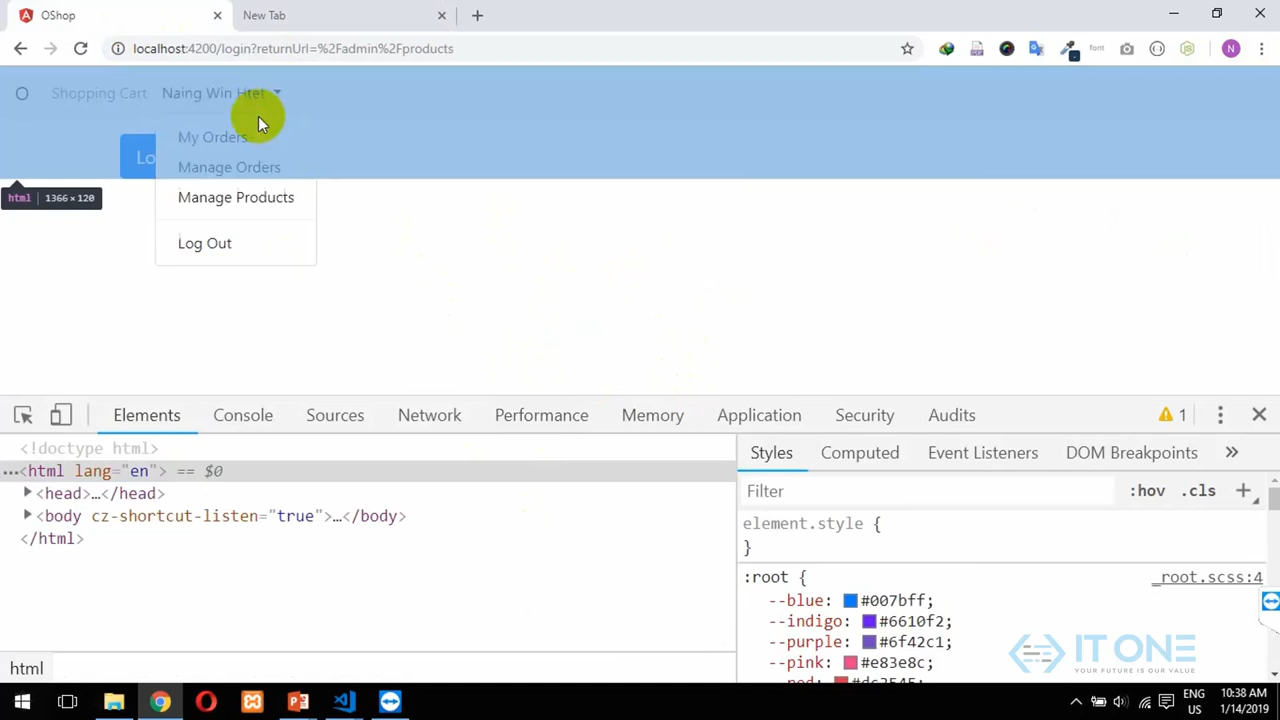 OShop
New Tab
localhost:4200/login?returnUrl=%2Fadmin%2Fproducts
font
N
Shopping Cart Naing Win Htet
My Orders
Lo
Manage Orders
html 1366 × 120
Manage Products
Log Out
Elements Console Sources Network Performance Memory Application Security Audits 1
<!doctype html>
…<html lang="en"> == $0
<head>…</head>
<body cz-shortcut-listen="true">…</body>
</html>
html
Styles Computed Event Listeners DOM Breakpoints »
Filter :hov .cls +
element.style {
}
:root { _root.scss:4
--blue: #007bff;
--indigo: #6610f2;
--purple: #6f42c1;
--pink: #e83e8c;
--red: #dc3545;
IT ONE
YOUR FUTURE IS OUR VALUE
ENG
US
10:38 AM
1/14/2019